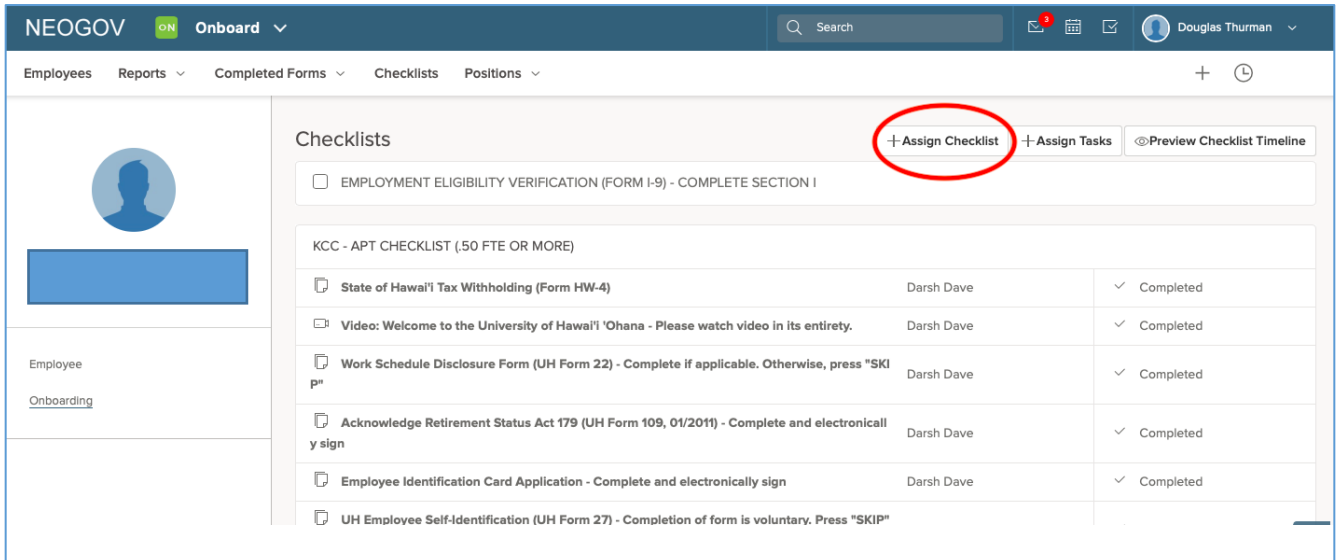 NEOGOV ON Onboard Search 3 Douglas Thurman
Employees Reports Completed Forms Checklists Positions
Checklists +Assign Checklist +Assign Tasks Preview Checklist Timeline
EMPLOYMENT ELIGIBILITY VERIFICATION (FORM I-9) - COMPLETE SECTION I
KCC - APT CHECKLIST (.50 FTE OR MORE)
State of Hawai'i Tax Withholding (Form HW-4) Darsh Dave Completed
Video: Welcome to the University of Hawai'i 'Ohana - Please watch video in its entirety. Darsh Dave Completed
Work Schedule Disclosure Form (UH Form 22) - Complete if applicable. Otherwise, press "SKI
P" Darsh Dave Completed
Acknowledge Retirement Status Act 179 (UH Form 109, 01/2011) - Complete and electronicall
y sign Darsh Dave Completed
Employee Identification Card Application - Complete and electronically sign Darsh Dave Completed
UH Employee Self-Identification (UH Form 27) - Completion of form is voluntary. Press "SKIP"
Employee
Onboarding